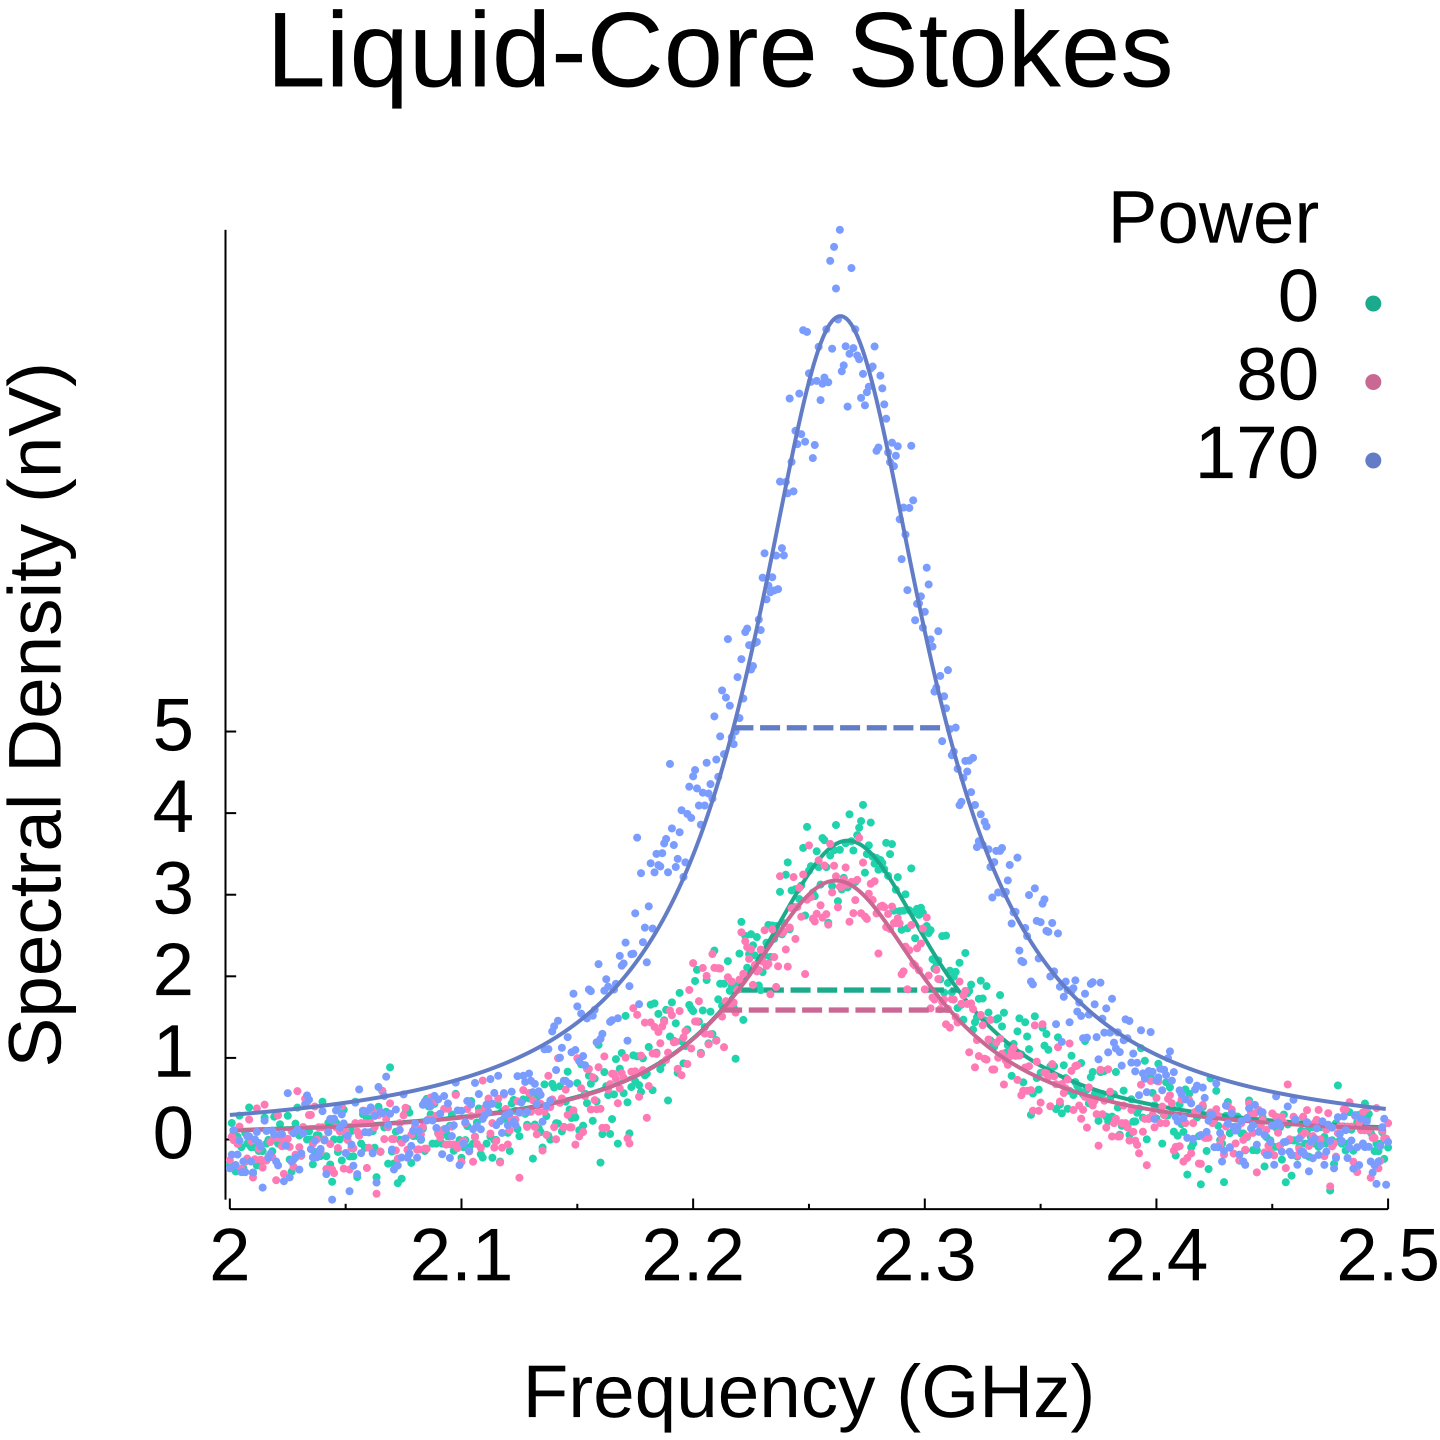 Liquid-Core Stokes
Power
0
80
170
Spectral Density (nV)
5
4
3
2
1
0
2 2.1 2.2 2.3 2.4 2.5
Frequency (GHz)